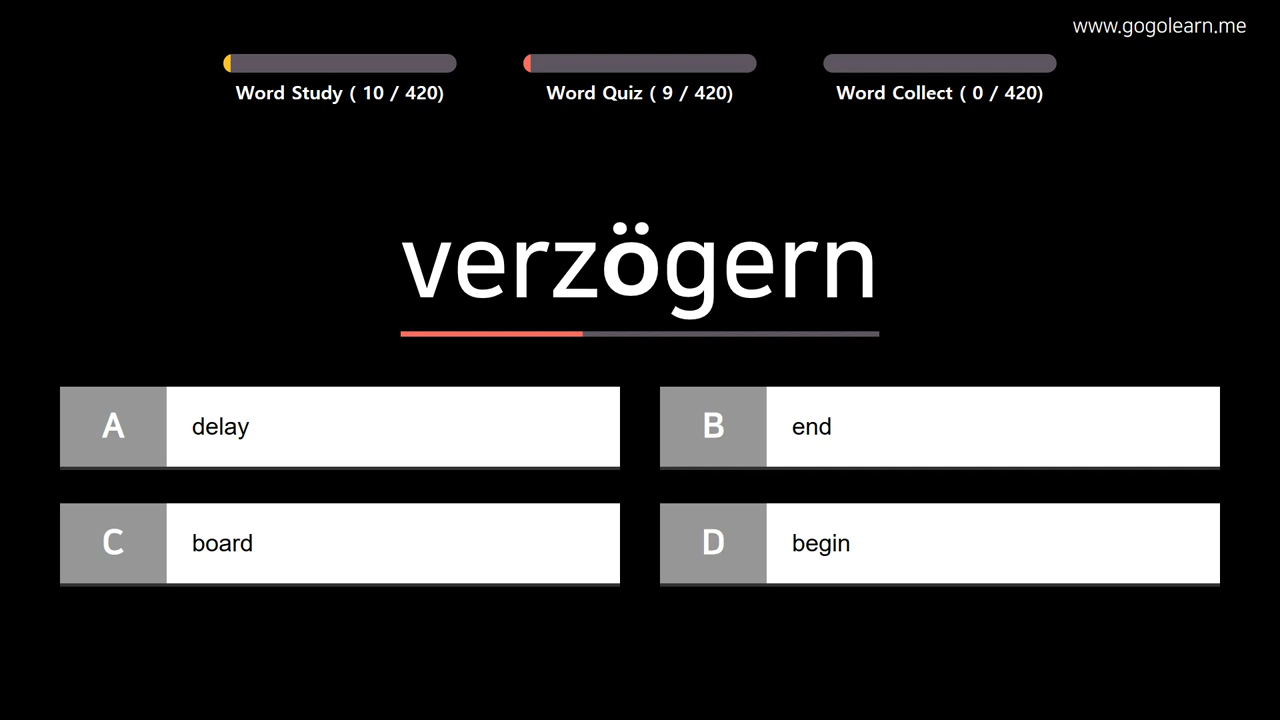 www.gogolearn.me
Word Study ( 10 / 420)
Word Quiz ( 9 / 420)
Word Collect ( 0 / 420)
verzögern
A delay
B end
C board
D begin